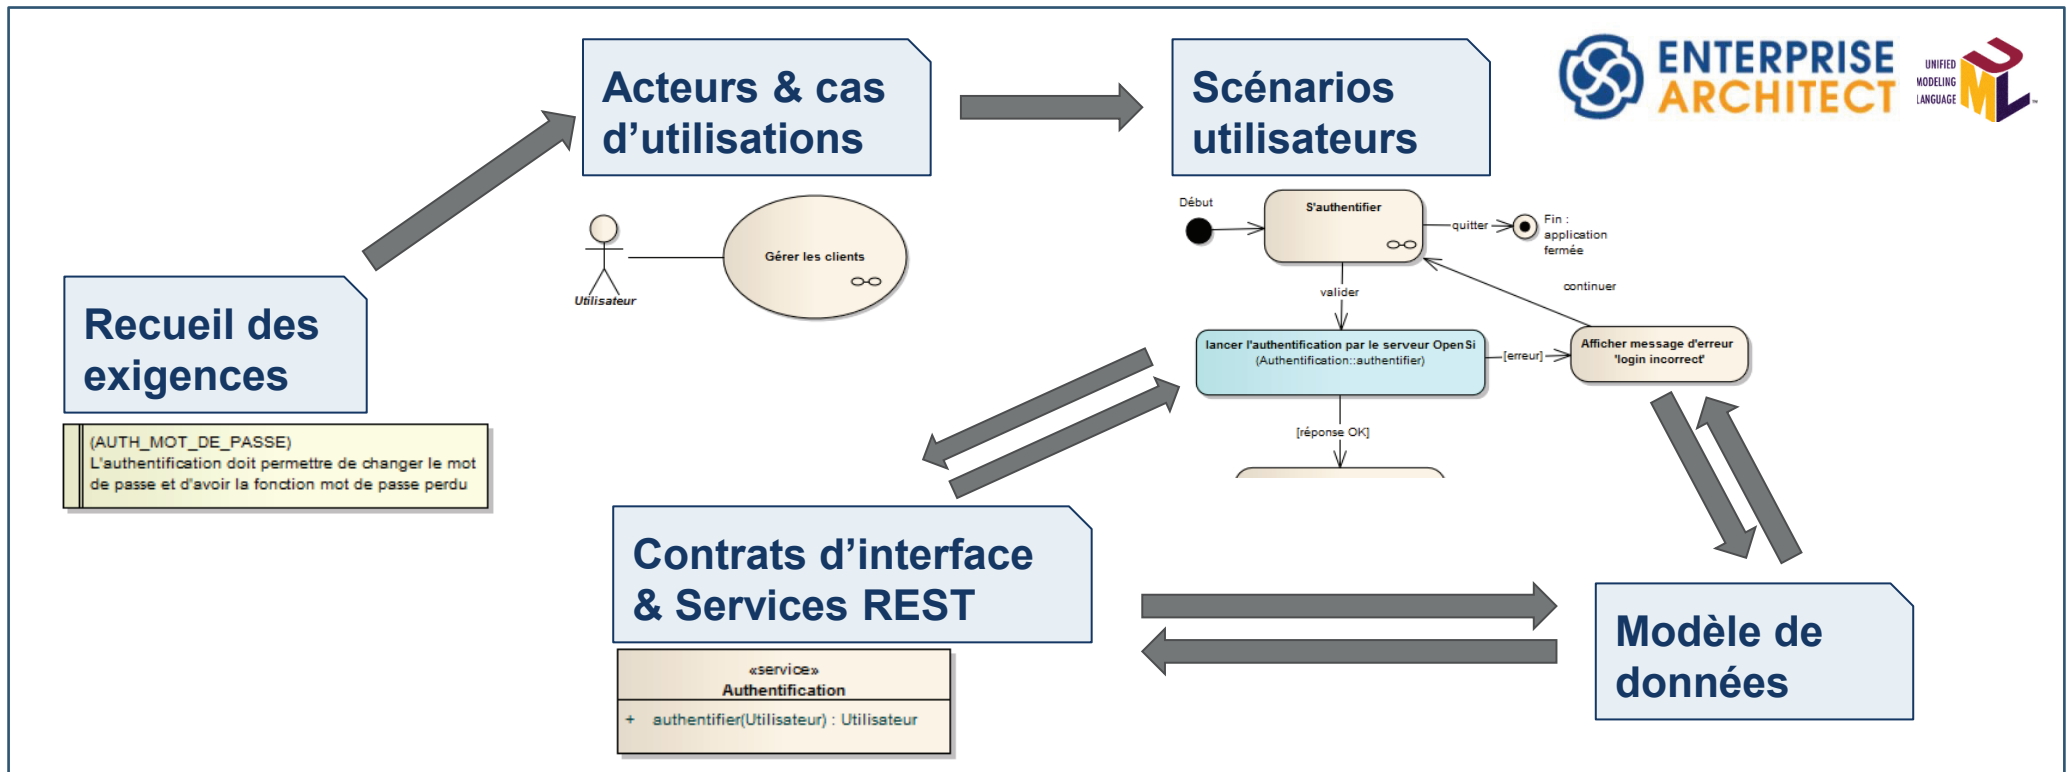 Acteurs & cas
d’utilisations
Scénarios
utilisateurs
ENTERPRISE
ARCHITECT
UNIFIED
MODELING
LANGUAGE
UML
Début
S'authentifier
quitter
Fin :
application
fermée
Gérer les clients
Utilisateur
valider
continuer
Recueil des
exigences
lancer l'authentification par le serveur OpenSi
(Authentification::authentifier)
[erreur]
Afficher message d'erreur
'login incorrect'
[réponse OK]
(AUTH_MOT_DE_PASSE)
L'authentification doit permettre de changer le mot
de passe et d'avoir la fonction mot de passe perdu
Contrats d’interface
& Services REST
«service»
Authentification
+ authentifier(Utilisateur) : Utilisateur
Modèle de
données